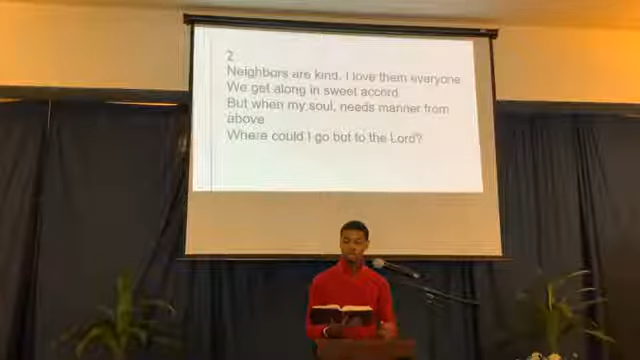 2
Neighbors are kind, I love them everyone
We get along in sweet accord
But when my soul, needs manner from
above
Where could I go but to the Lord?